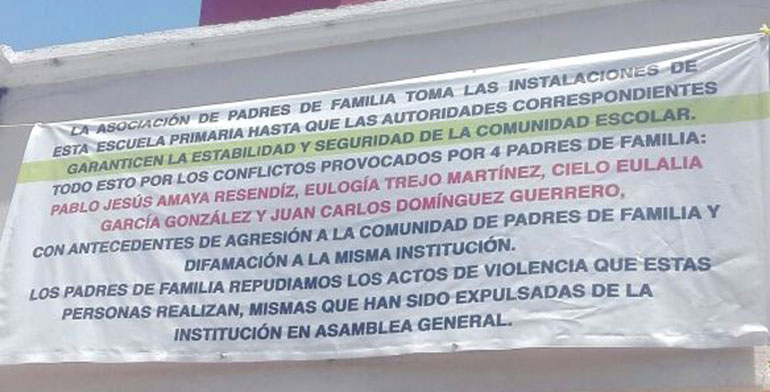 LA ASOCIACIÓN DE PADRES DE FAMILIA TOMA LAS INSTALACIONES DE
ESTA ESCUELA PRIMARIA HASTA QUE LAS AUTORIDADES CORRESPONDIENTES
GARANTICEN LA ESTABILIDAD Y SEGURIDAD DE LA COMUNIDAD ESCOLAR.
TODO ESTO POR LOS CONFLICTOS PROVOCADOS POR 4 PADRES DE FAMILIA:
PABLO JESÚS AMAYA RESENDÍZ, EULOGÍA TREJO MARTÍNEZ, CIELO EULALIA
GARCÍA GONZÁLEZ Y JUAN CARLOS DOMÍNGUEZ GUERRERO,
CON ANTECEDENTES DE AGRESIÓN A LA COMUNIDAD DE PADRES DE FAMILIA Y
DIFAMACIÓN A LA MISMA INSTITUCIÓN.
LOS PADRES DE FAMILIA REPUDIAMOS LOS ACTOS DE VIOLENCIA QUE ESTAS
PERSONAS REALIZAN, MISMAS QUE HAN SIDO EXPULSADAS DE LA
INSTITUCIÓN EN ASAMBLEA GENERAL.